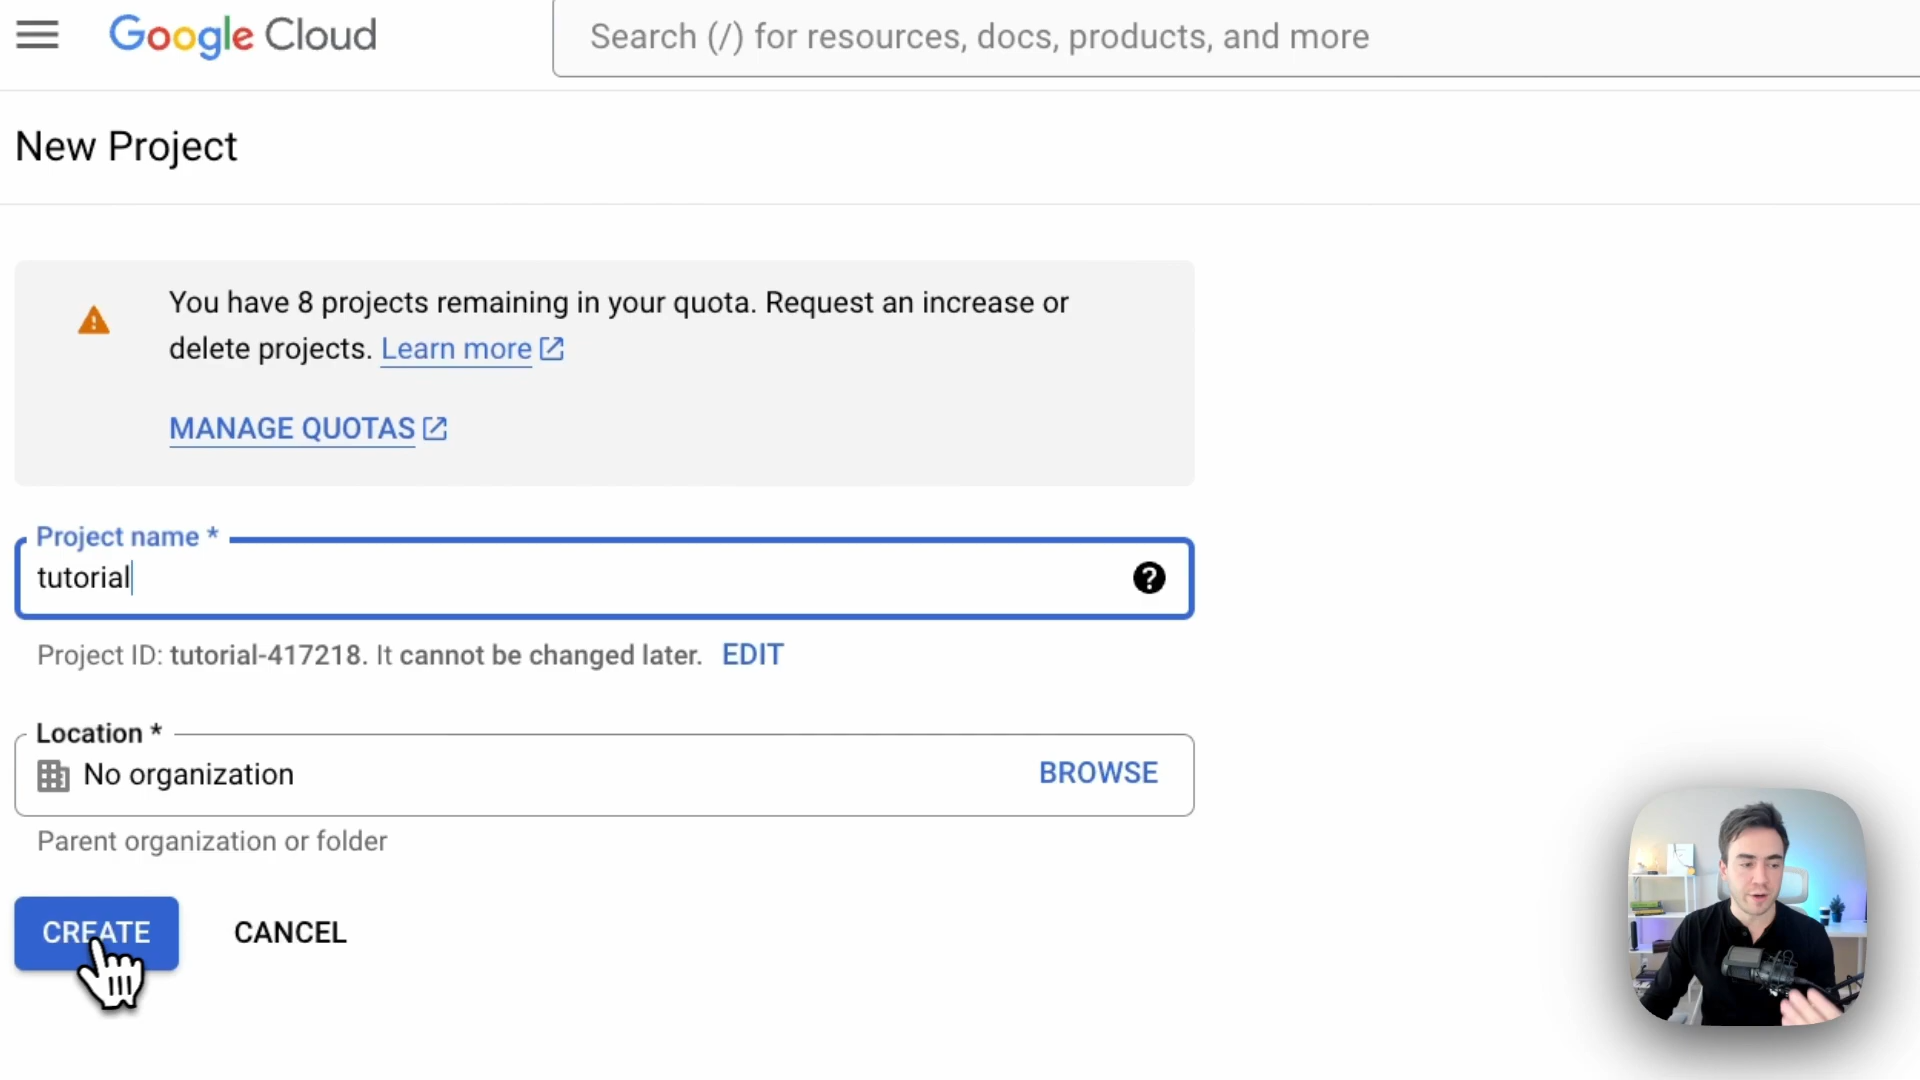 Google Cloud
Search (/) for resources, docs, products, and more
New Project
You have 8 projects remaining in your quota. Request an increase or
delete projects. Learn more
MANAGE QUOTAS
Project name *
tutorial
Project ID: tutorial-417218. It cannot be changed later. EDIT
Location *
No organization BROWSE
Parent organization or folder
CREATE CANCEL